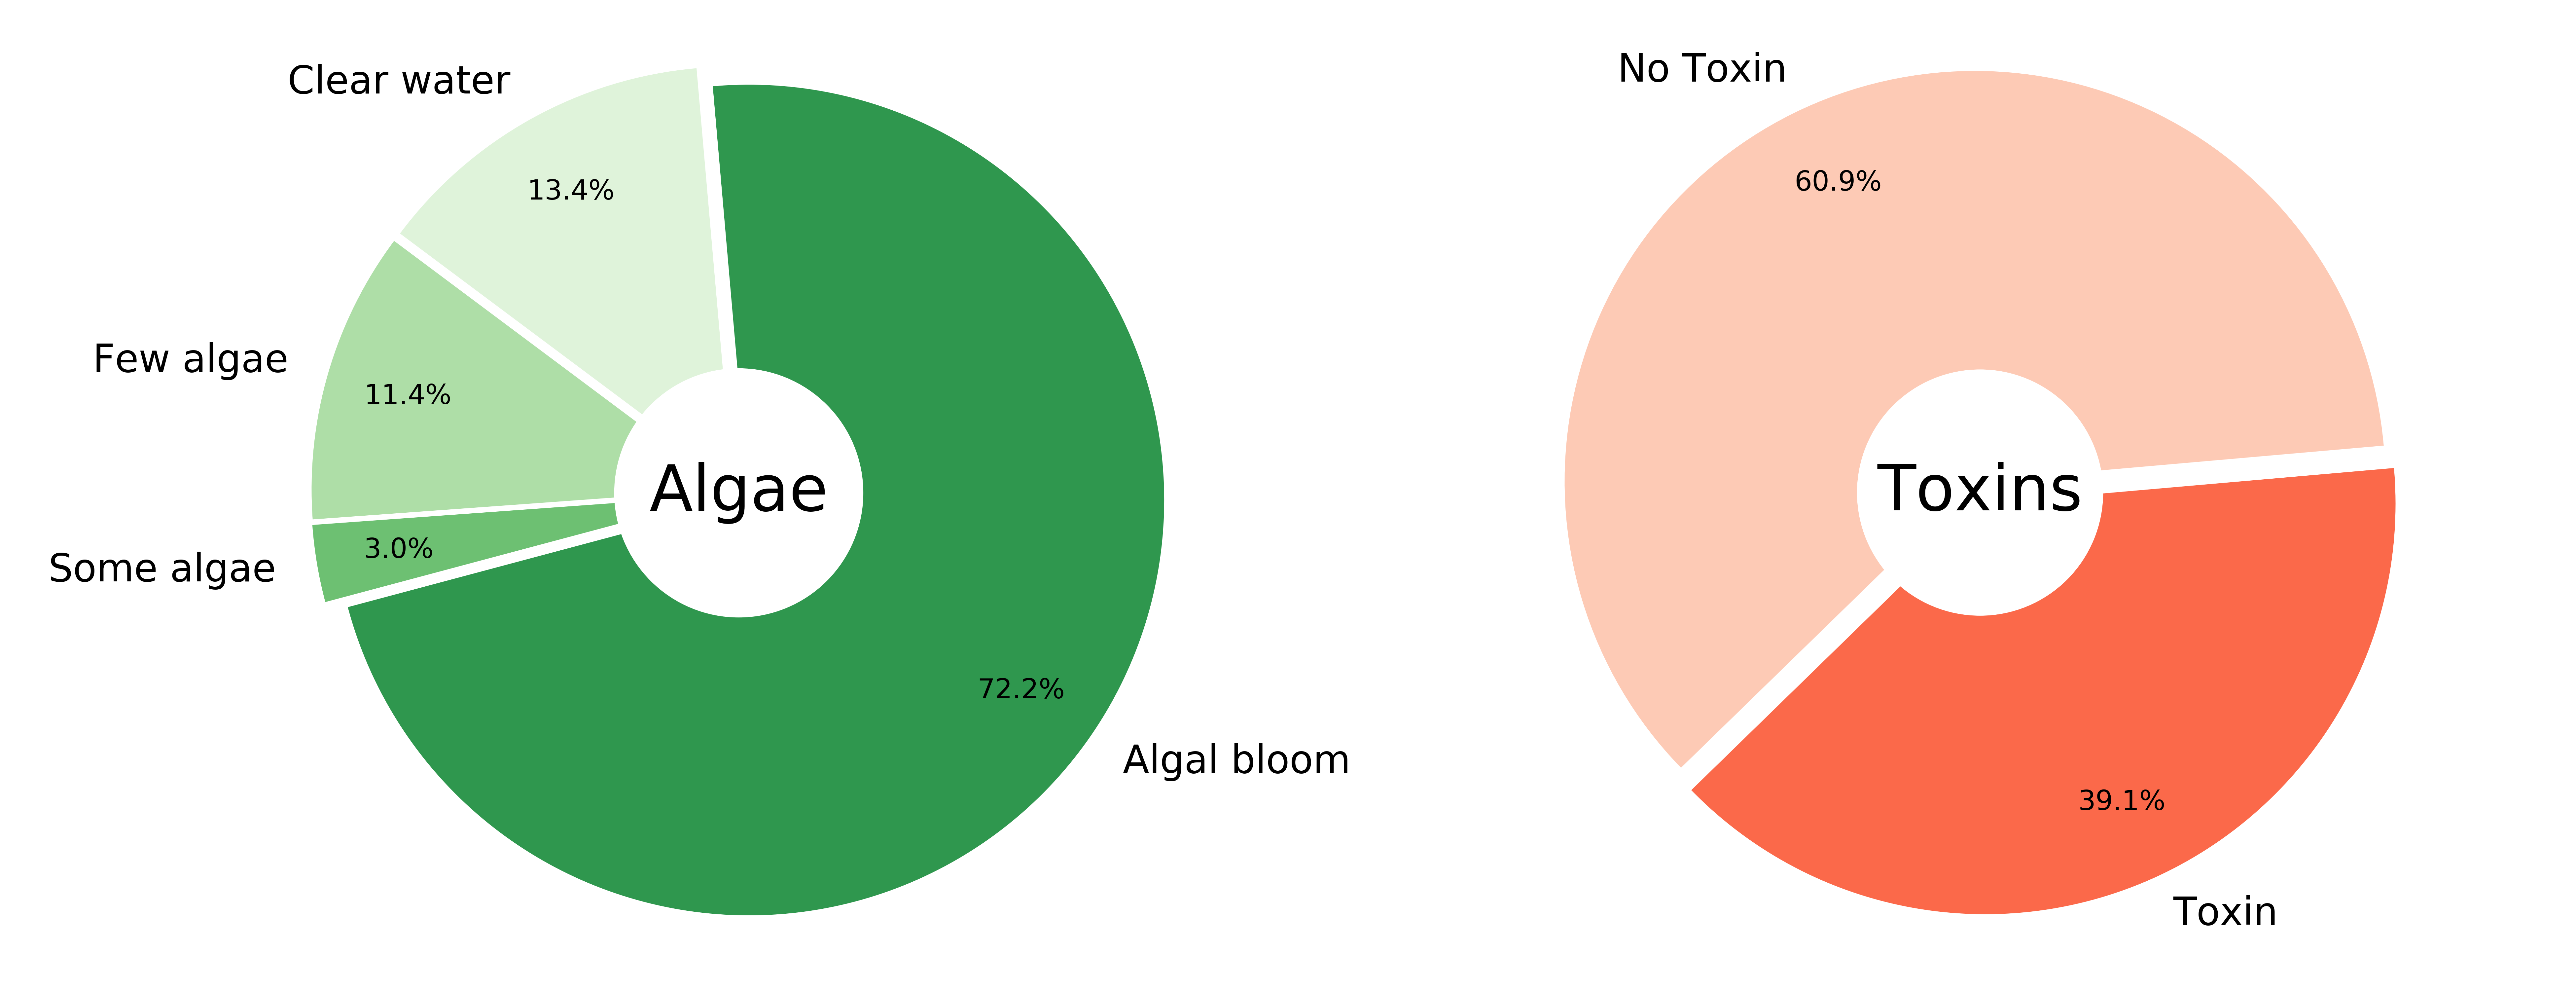 Clear water
13.4%
Few algae
11.4%
Some algae
3.0%
Algae
72.2%
Algal bloom
No Toxin
60.9%
Toxins
39.1%
Toxin